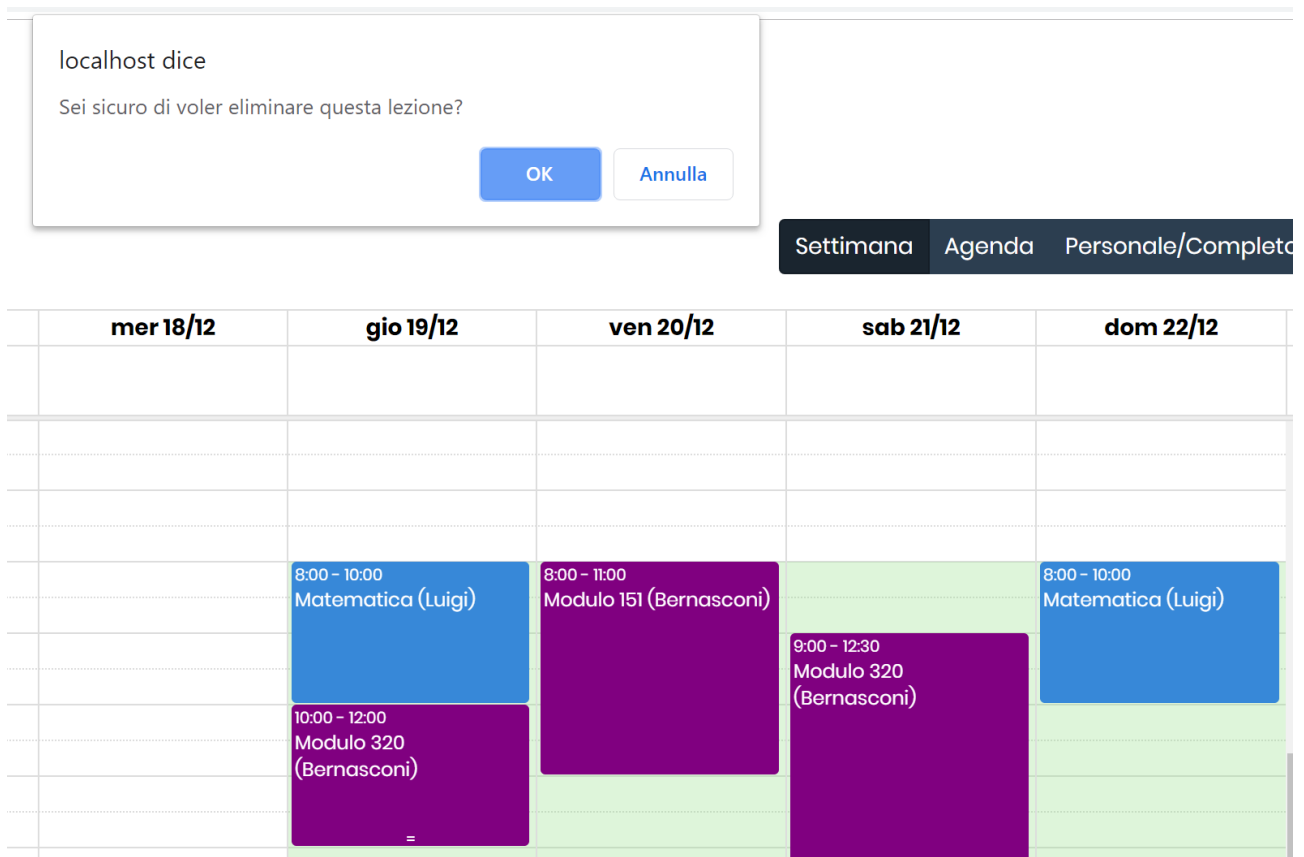 localhost dice
Sei sicuro di voler eliminare questa lezione?
OK Annulla
Settimana Agenda Personale/Completo
mer 18/12 gio 19/12 ven 20/12 sab 21/12 dom 22/12
8:00 - 10:00
Matematica (Luigi)
10:00 - 12:00
Modulo 320
(Bernasconi)
8:00 - 11:00
Modulo 151 (Bernasconi)
9:00 - 12:30
Modulo 320
(Bernasconi)
8:00 - 10:00
Matematica (Luigi)